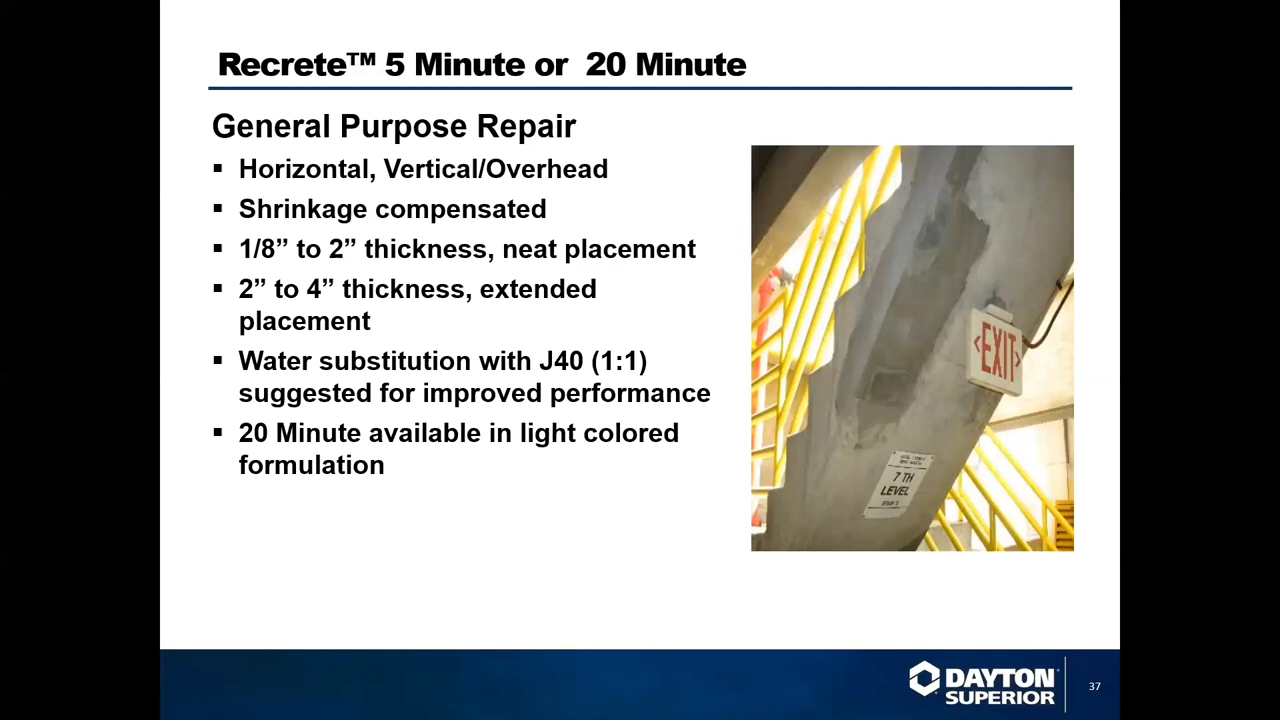 Recrete™ 5 Minute or 20 Minute
General Purpose Repair
▪ Horizontal, Vertical/Overhead
▪ Shrinkage compensated
▪ 1/8” to 2” thickness, neat placement
▪ 2” to 4” thickness, extended
placement
▪ Water substitution with J40 (1:1)
suggested for improved performance
▪ 20 Minute available in light colored
formulation
<EXIT>
7 TH
LEVEL
DAYTON
SUPERIOR
37